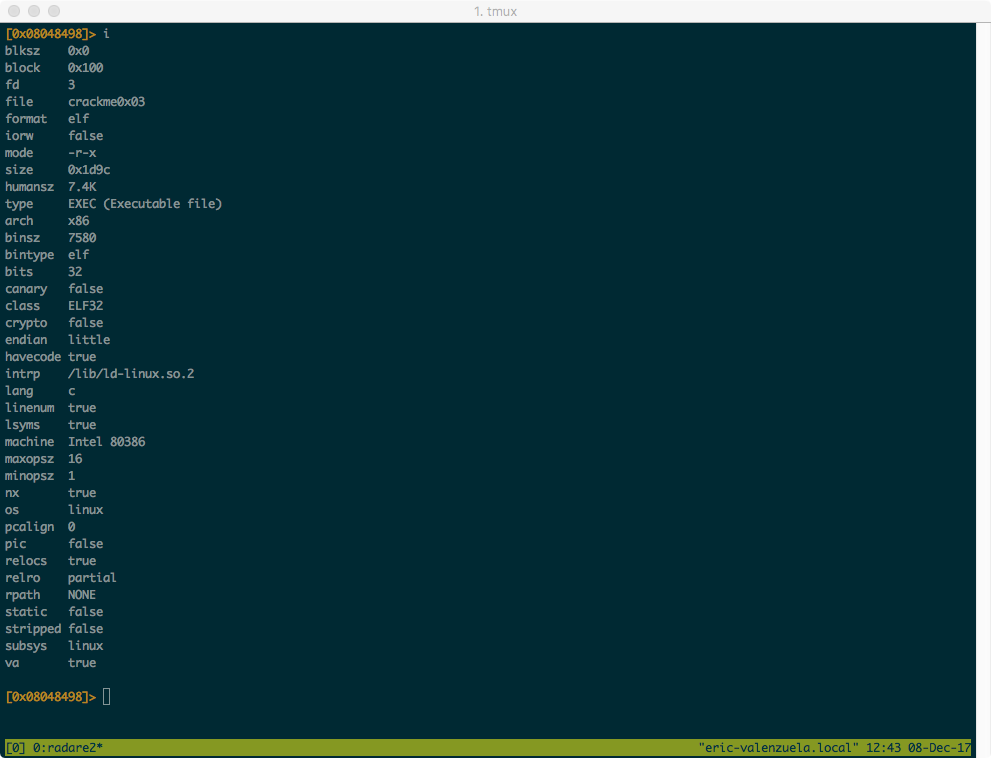 1. tmux
[0x08048498]> i
blksz    0x0
block    0x100
fd       3
file     crackme0x03
format   elf
iorw     false
mode     -r-x
size     0x1d9c
humansz  7.4K
type     EXEC (Executable file)
arch     x86
binsz    7580
bintype  elf
bits     32
canary   false
class    ELF32
crypto   false
endian   little
havecode true
intrp    /lib/ld-linux.so.2
lang     c
linenum  true
lsyms    true
machine  Intel 80386
maxopsz  16
minopsz  1
nx       true
os       linux
pcalign  0
pic      false
relocs   true
relro    partial
rpath    NONE
static   false
stripped false
subsys   linux
va       true
[0x08048498]>
[0] 0:radare2* "eric-valenzuela.local" 12:43 08-Dec-17